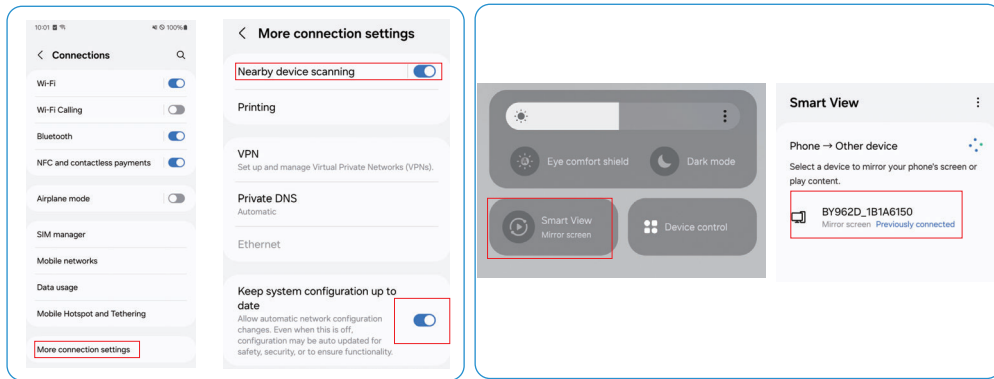 10:01
100%
Connections
Wi-Fi
Wi-Fi Calling
Bluetooth
NFC and contactless payments
Airplane mode
SIM manager
Mobile networks
Data usage
Mobile Hotspot and Tethering
More connection settings
More connection settings
Nearby device scanning
Printing
VPN
Set up and manage Virtual Private Networks (VPNs).
Private DNS
Automatic
Ethernet
Keep system configuration up to
date
Allow automatic network configuration
changes. Even when this is off,
configuration may be auto updated for
safety, security, or to ensure functionality.
Eye comfort shield
Dark mode
Smart View
Mirror screen
Device control
Smart View
Phone → Other device
Select a device to mirror your phone's screen or
play content.
BY962D_1B1A6150
Mirror screen Previously connected